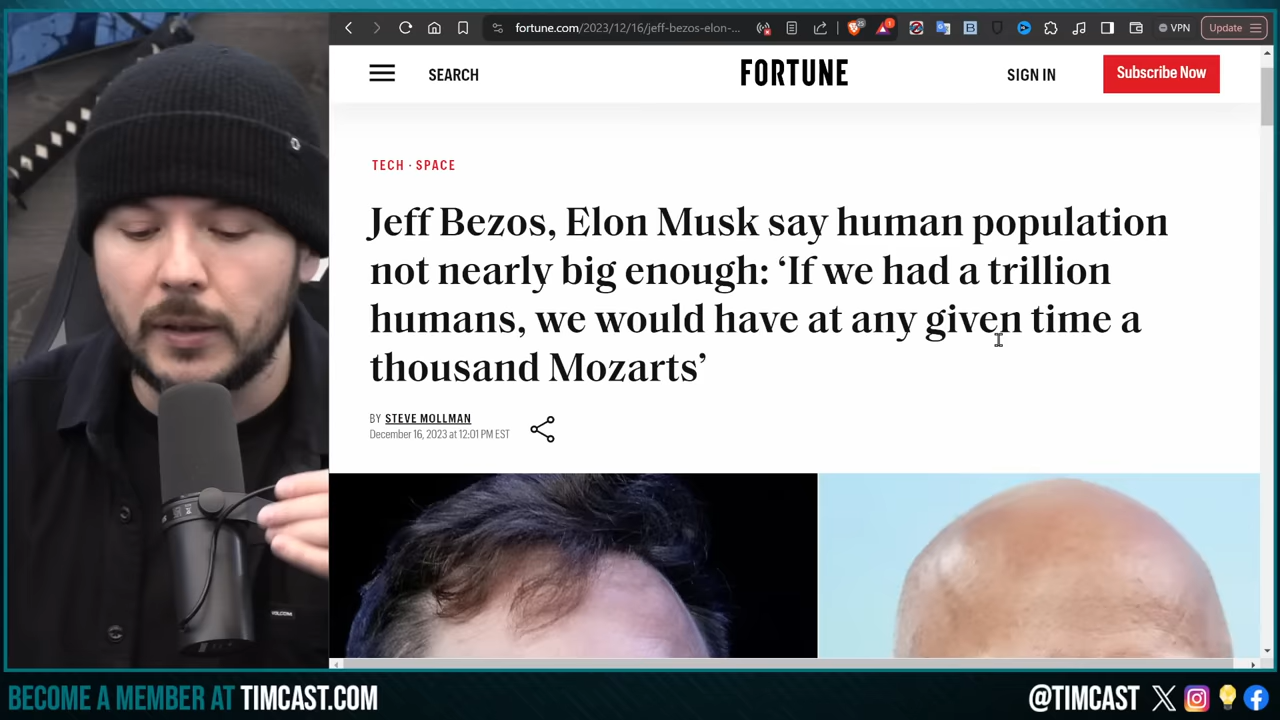 fortune.com/2023/12/16/jeff-bezos-elon-...
VPN
Update
SEARCH
FORTUNE
SIGN IN
Subscribe Now
TECH · SPACE
Jeff Bezos, Elon Musk say human population
not nearly big enough: ‘If we had a trillion
humans, we would have at any given time a
thousand Mozarts’
BY STEVE MOLLMAN
December 16, 2023 at 12:01 PM EST
BECOME A MEMBER AT TIMCAST.COM
@TIMCAST